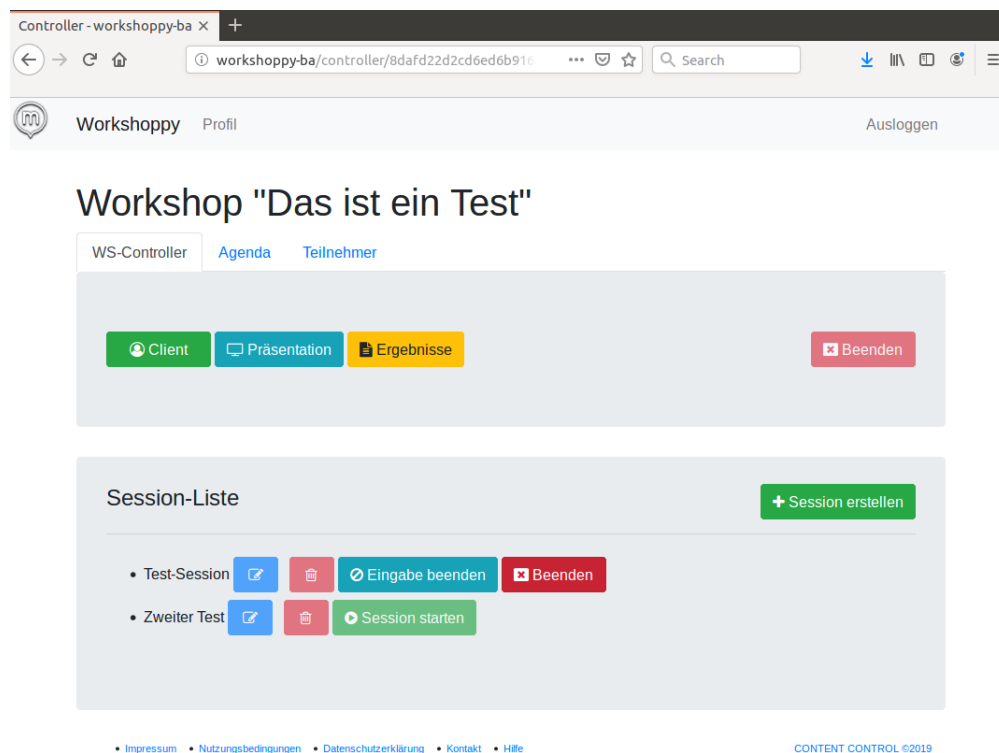 Controller - workshoppy-ba
workshoppy-ba/controller/8dafd22d2cd6ed6b916
Search
Workshoppy Profil Ausloggen
Workshop "Das ist ein Test"
WS-Controller Agenda Teilnehmer
Client Präsentation Ergebnisse Beenden
Session-Liste
Session erstellen
Test-Session Eingabe beenden Beenden
Zweiter Test Session starten
Impressum Nutzungsbedingungen Datenschutzerklärung Kontakt Hilfe CONTENT CONTROL ©2019